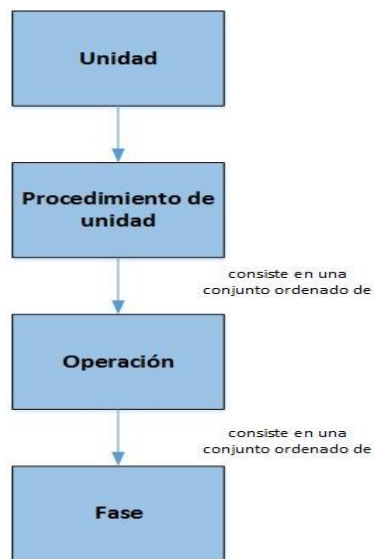 Unidad
Procedimiento de
unidad
consiste en una
conjunto ordenado de
Operación
consiste en una
conjunto ordenado de
Fase